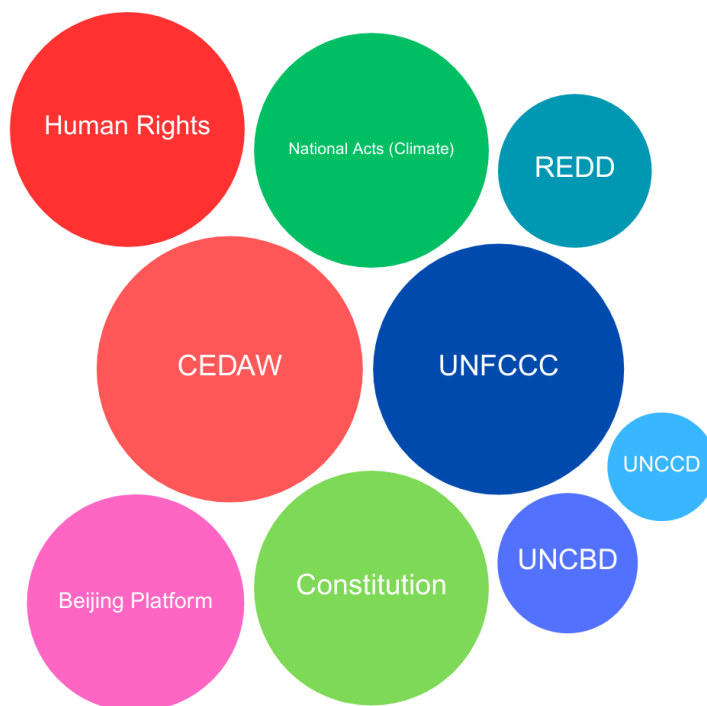 Human Rights
National Acts (Climate)
REDD
CEDAW
UNFCCC
UNCCD
UNCBD
Constitution
Beijing Platform